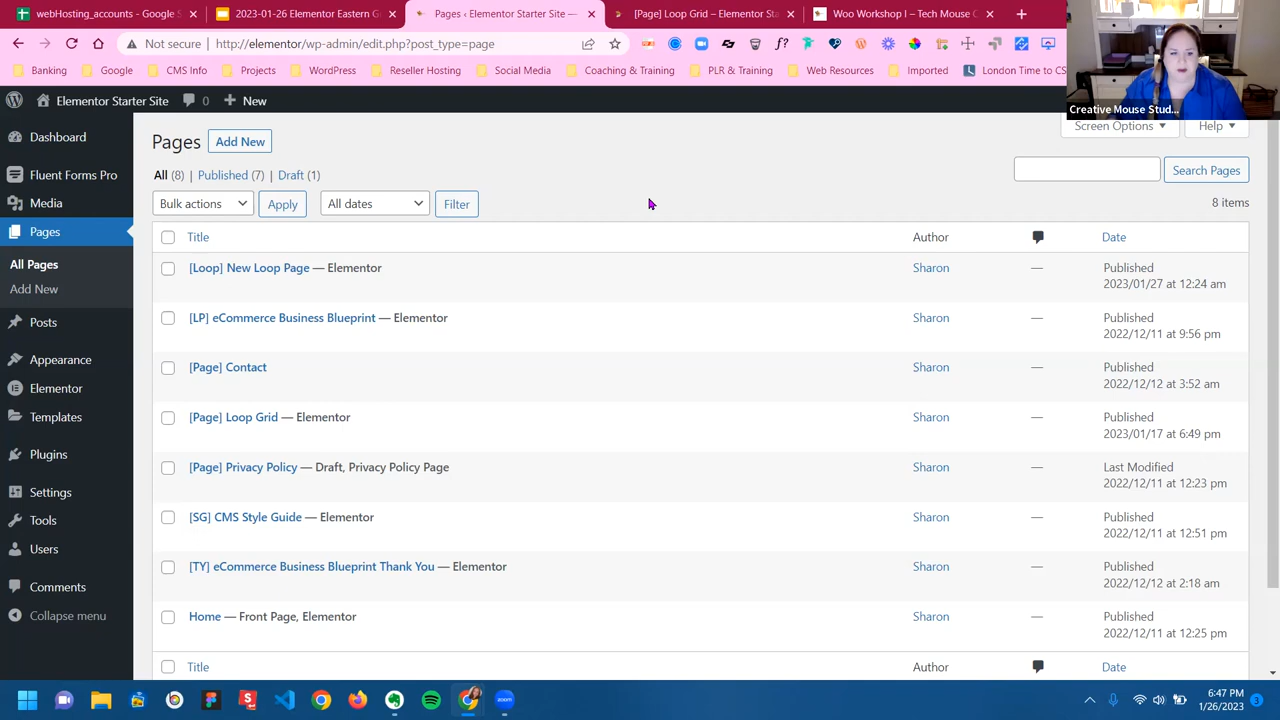 webHosting_accounts - Google S
2023-01-26 Elementor Eastern G
Pages ‹ Elementor Starter Site —
[Page] Loop Grid – Elementor Sta
Woo Workshop I – Tech Mouse C
Not secure | http://elementor/wp-admin/edit.php?post_type=page
Banking
Google
CMS Info
Projects
WordPress
Social Media
Coaching & Training
PLR & Training
Web Resources
Imported
London Time to CS
Creative Mouse Stud...
Elementor Starter Site
0
New
Dashboard
Fluent Forms Pro
Media
Pages
All Pages
Add New
Posts
Appearance
Elementor
Templates
Plugins
Settings
Tools
Users
Comments
Collapse menu
Screen Options
Help
Pages
Add New
All (8) | Published (7) | Draft (1)
Search Pages
Bulk actions
Apply
All dates
Filter
8 items
Title
Author
Date
[Loop] New Loop Page — Elementor
Sharon
—
Published
2023/01/27 at 12:24 am
[LP] eCommerce Business Blueprint — Elementor
Sharon
—
Published
2022/12/11 at 9:56 pm
[Page] Contact
Sharon
—
Published
2022/12/12 at 3:52 am
[Page] Loop Grid — Elementor
Sharon
—
Published
2023/01/17 at 6:49 pm
[Page] Privacy Policy — Draft, Privacy Policy Page
Sharon
—
Last Modified
2022/12/11 at 12:23 pm
[SG] CMS Style Guide — Elementor
Sharon
—
Published
2022/12/11 at 12:51 pm
[TY] eCommerce Business Blueprint Thank You — Elementor
Sharon
—
Published
2022/12/12 at 2:18 am
Home — Front Page, Elementor
Sharon
—
Published
2022/12/11 at 12:25 pm
Title
Author
Date
zoom
6:47 PM
1/26/2023
3